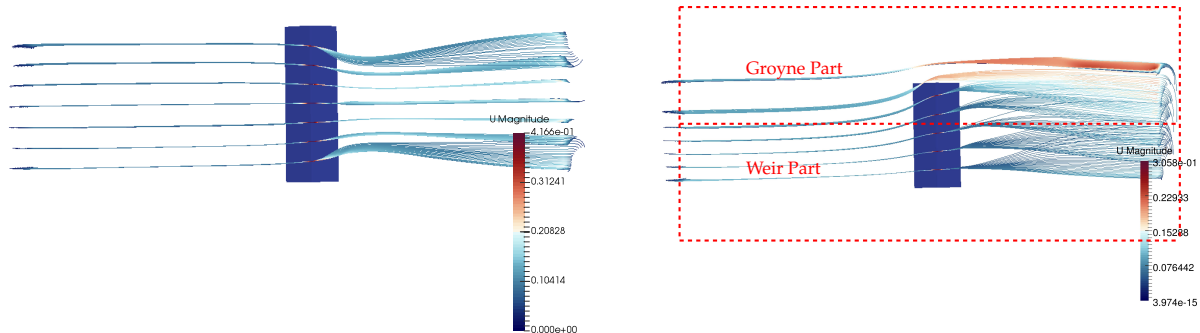 U Magnitude
4.166e-01
0.31241
0.20828
0.10414
0.000e+00
Groyne Part
Weir Part
U Magnitude
3.058e-01
0.22933
0.15288
0.076442
3.974e-15